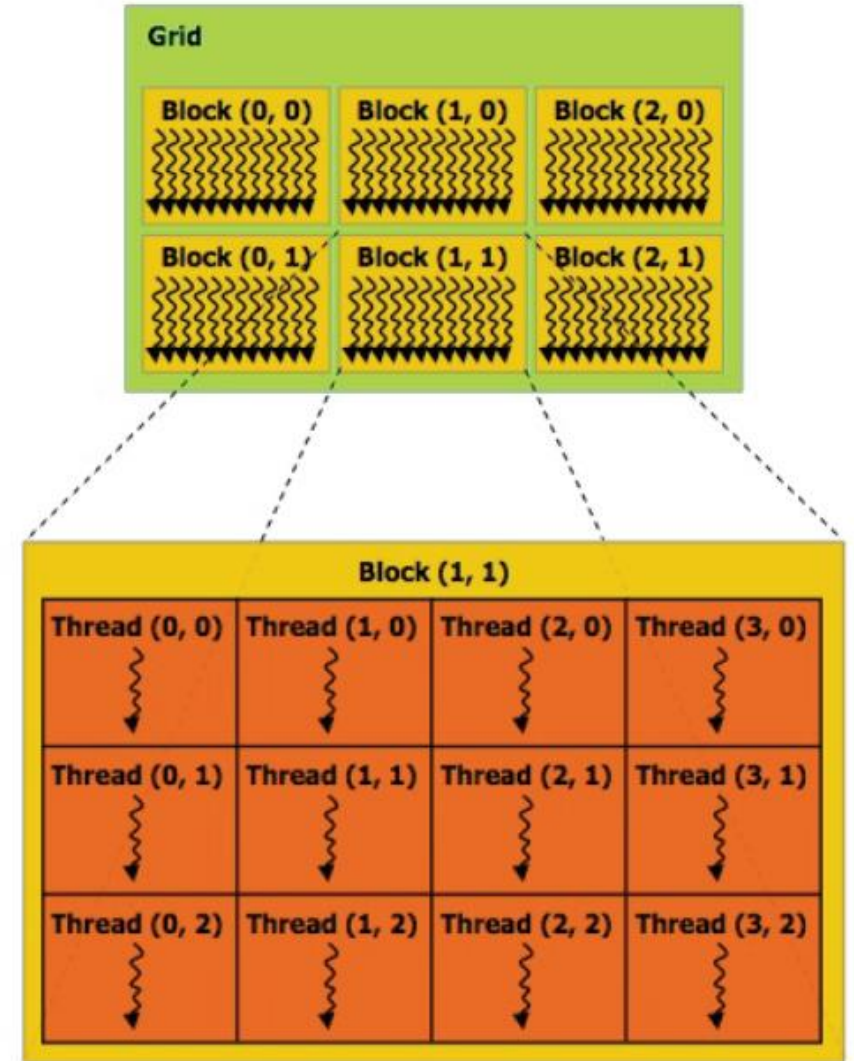 Grid
Block (0, 0) Block (1, 0) Block (2, 0)
Block (0, 1) Block (1, 1) Block (2, 1)
Block (1, 1)
Thread (0, 0) Thread (1, 0) Thread (2, 0) Thread (3, 0)
Thread (0, 1) Thread (1, 1) Thread (2, 1) Thread (3, 1)
Thread (0, 2) Thread (1, 2) Thread (2, 2) Thread (3, 2)